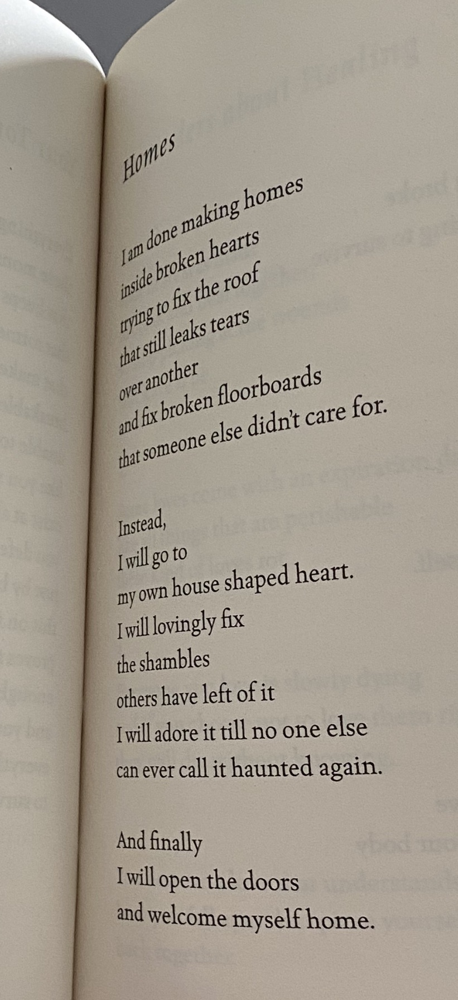 Homes
I am done making homes
inside broken hearts
trying to fix the roof
that still leaks tears
over another
and fix broken floorboards
that someone else didn't care for.
Instead,
I will go to
my own house shaped heart.
I will lovingly fix
the shambles
others have left of it
I will adore it till no one else
can ever call it haunted again.
And finally
I will open the doors
and welcome myself home.